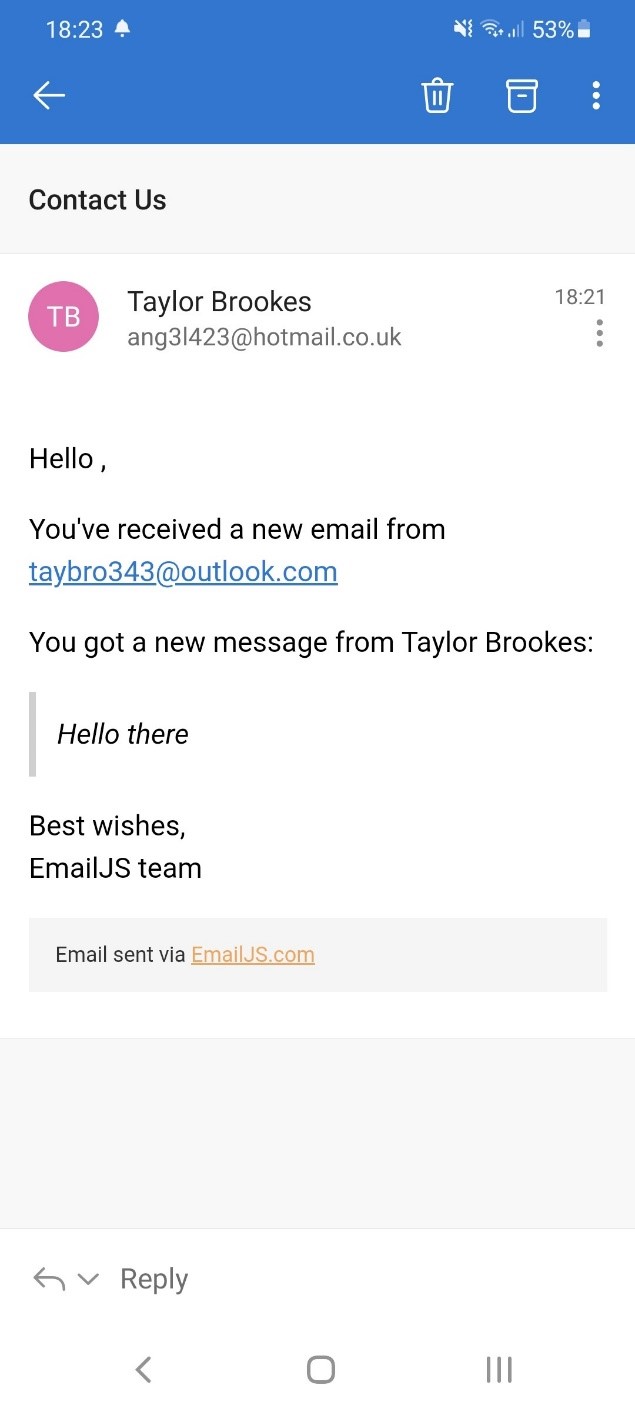 18:23 53%
Contact Us
TB
Taylor Brookes 18:21
ang3l423@hotmail.co.uk
Hello ,
You've received a new email from
taybro343@outlook.com
You got a new message from Taylor Brookes:
Hello there
Best wishes,
EmailJS team
Email sent via EmailJS.com
Reply